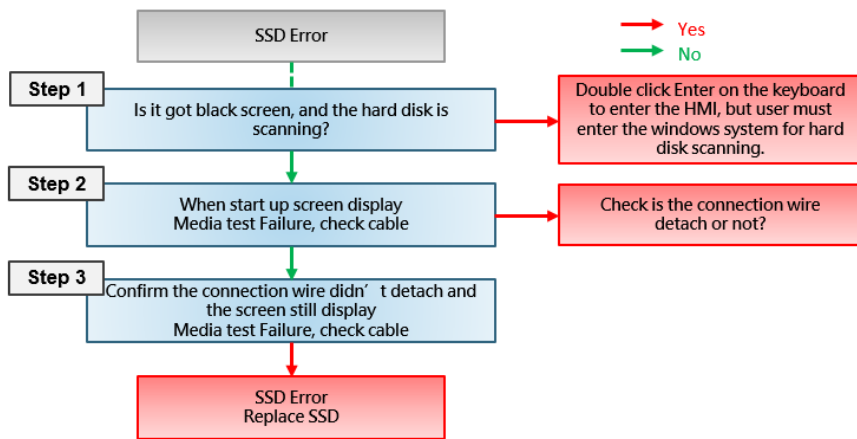 SSD Error
Yes
No
Step 1
Is it got black screen, and the hard disk is
scanning?
Double click Enter on the keyboard
to enter the HMI, but user must
enter the windows system for hard
disk scanning.
Step 2
When start up screen display
Media test Failure, check cable
Check is the connection wire
detach or not?
Step 3
Confirm the connection wire didn’t detach and
the screen still display
Media test Failure, check cable
SSD Error
Replace SSD